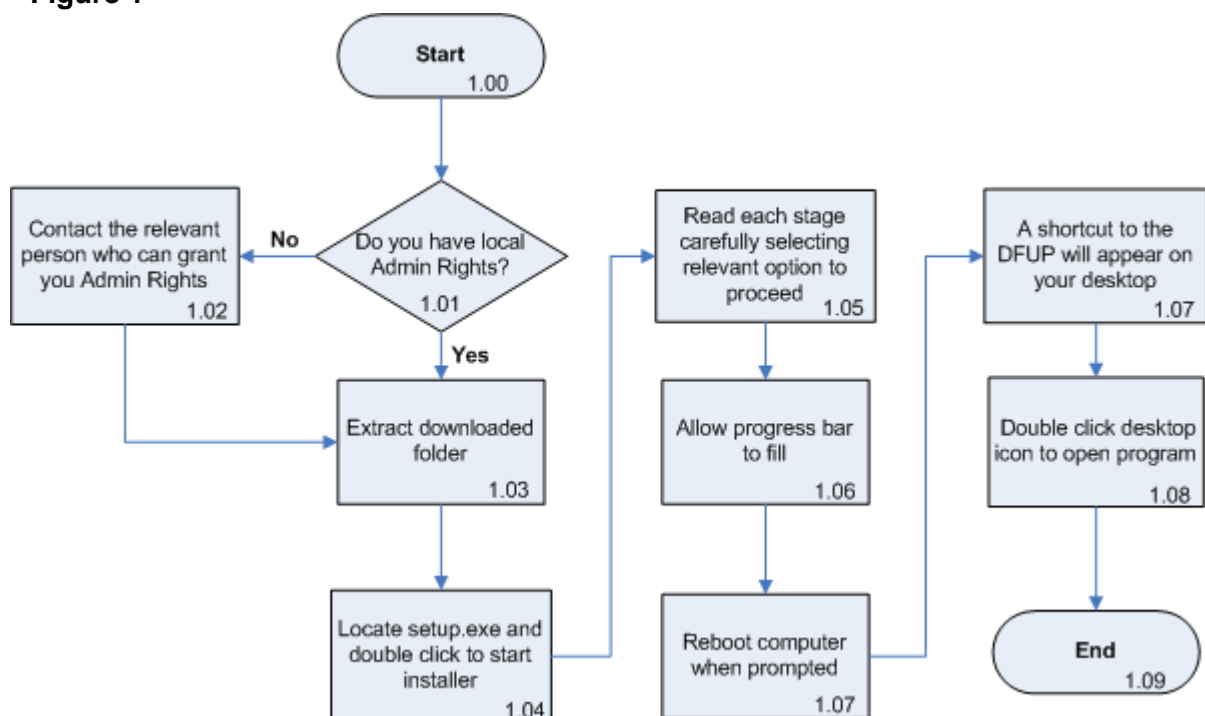 Figure 1
Start
1.00
Do you have local
Admin Rights?
1.01
No
Contact the relevant
person who can grant
you Admin Rights
1.02
Yes
Extract downloaded
folder
1.03
Locate setup.exe and
double click to start
installer
1.04
Read each stage
carefully selecting
relevant option to
proceed
1.05
Allow progress bar
to fill
1.06
Reboot computer
when prompted
1.07
A shortcut to the
DFUP will appear on
your desktop
1.07
Double click desktop
icon to open program
1.08
End
1.09